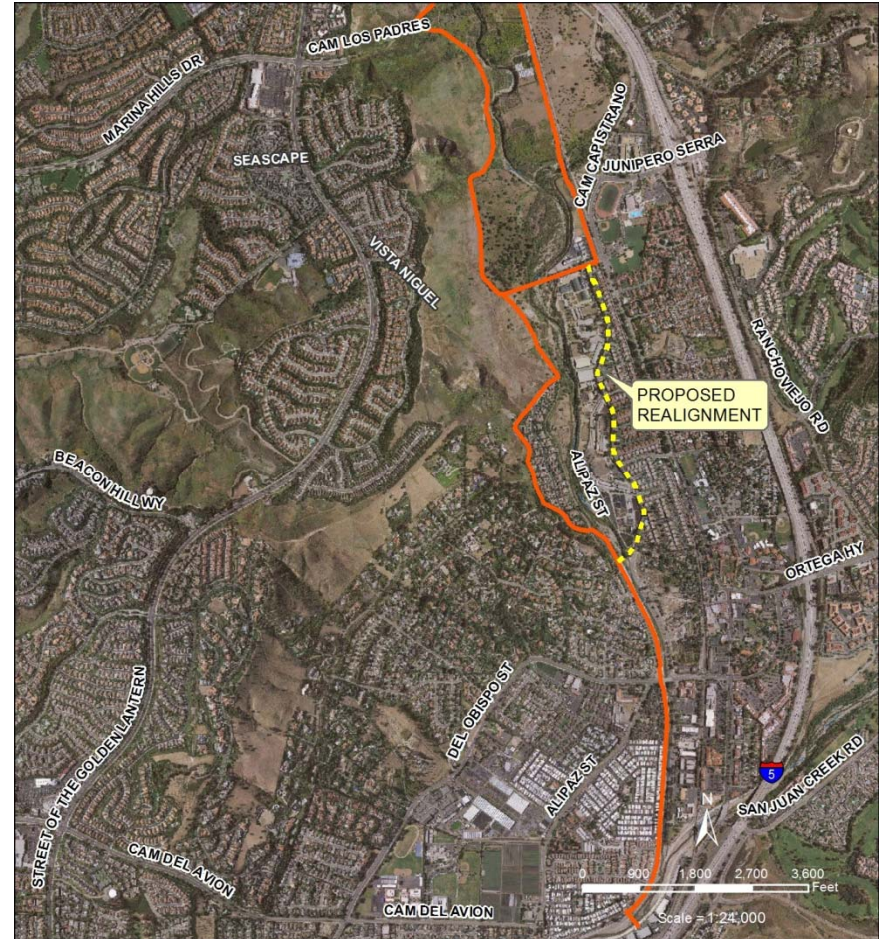 CAM LOS PADRES
MARINA HILLS DR
SEASCAPE
CAM CAPISTRANO
JUNIPERO SERRA
VISTA NIGUEL
RANCHOVIEJO RD
PROPOSED
REALIGNMENT
BEACON HILL WY
ALIPAZ ST
ORTEGA HY
STREET OF THE GOLDEN LANTERN
DEL OBISPO ST
ALIPAZ ST
5
SAN JUAN CREEK RD
N
CAM DEL AVION
0 900 1,800 2,700 3,600
Feet
CAM DEL AVION
Scale = 1:24,000